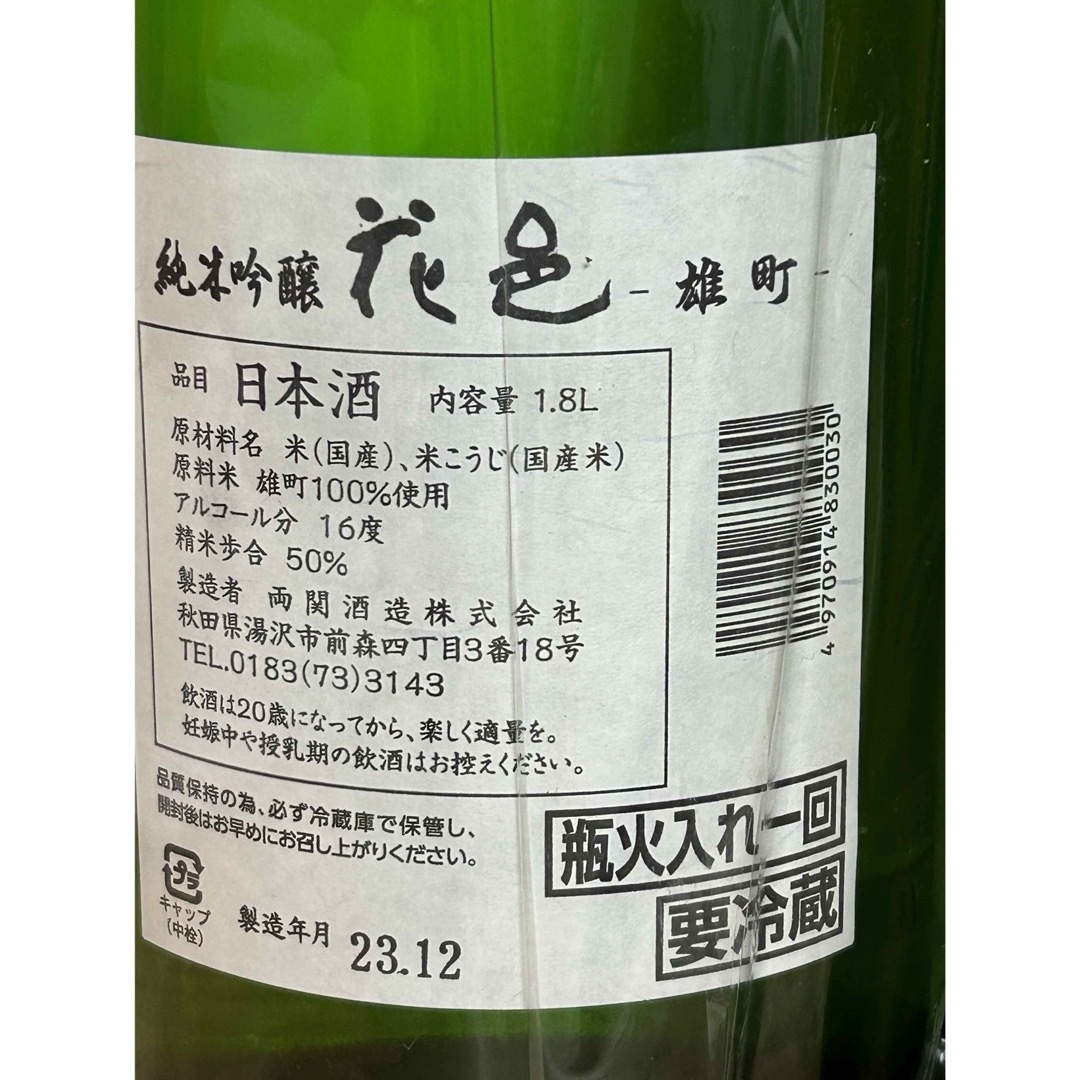 純米吟醸 花邑 - 雄町 -
品目 日本酒 内容量 1.8L
原材料名 米(国産)、米こうじ(国産米)
原料米 雄町100%使用
アルコール分 16度
精米歩合 50%
製造者 両関酒造株式会社
秋田県湯沢市前森四丁目3番18号
TEL.0183(73)3143
飲酒は20歳になってから、楽しく適量を。
妊娠中や授乳期の飲酒はお控えください。
4970914830030
品質保持の為、必ず冷蔵庫で保管し、
開封後はお早めにお召し上がりください。
瓶火入れ一回
要冷蔵
プラ
キャップ
(中栓)
製造年月 23.12